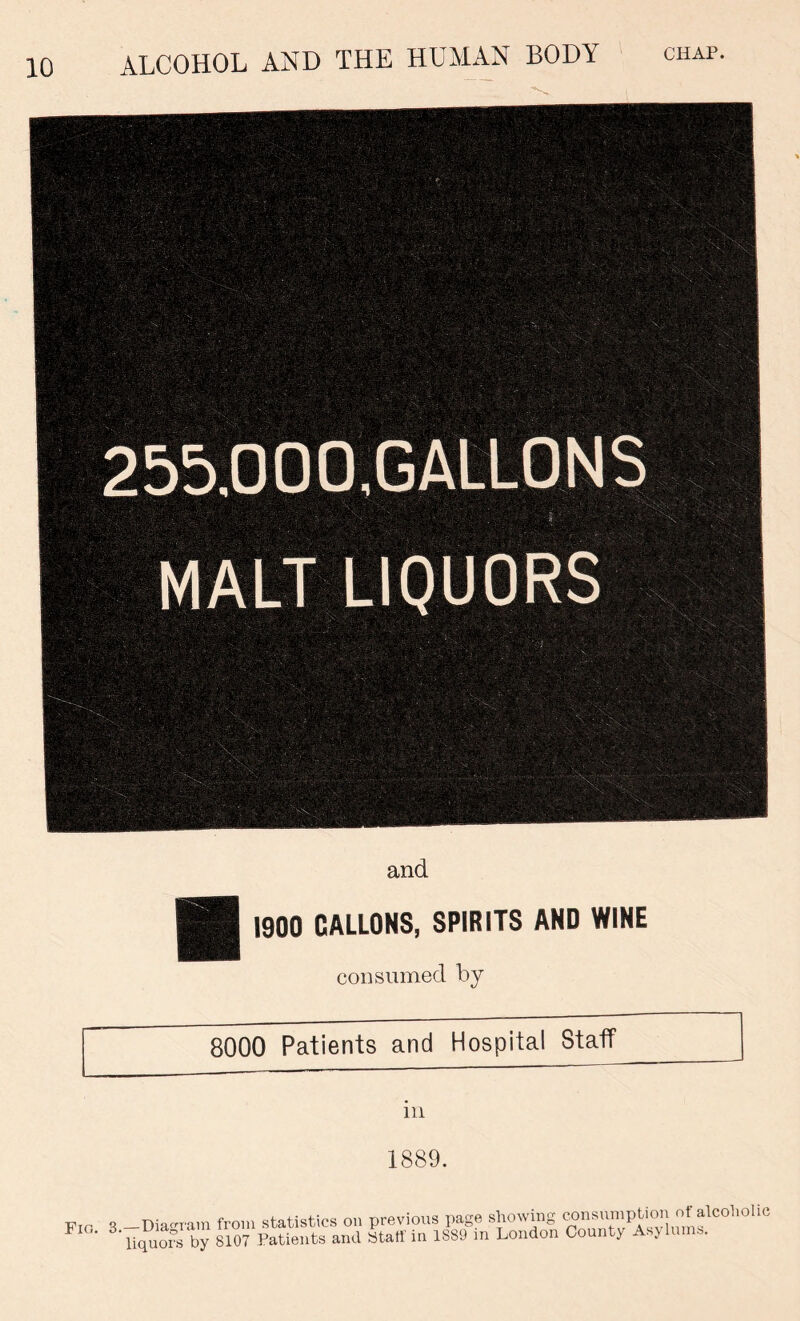 10 ALCOHOL AND THE HUMAN BODY CHAP.
255,000,GALLONS
MALT LIQUORS
and
1900 GALLONS, SPIRITS AND WINE
consumed by
8000 Patients and Hospital Staff
in
1889.
FIG. 3.—Diagram from statistics on previous page showing consumption of alcoholic
liquors by 8107 Patients and Staff in 1889 in London County Asylums.